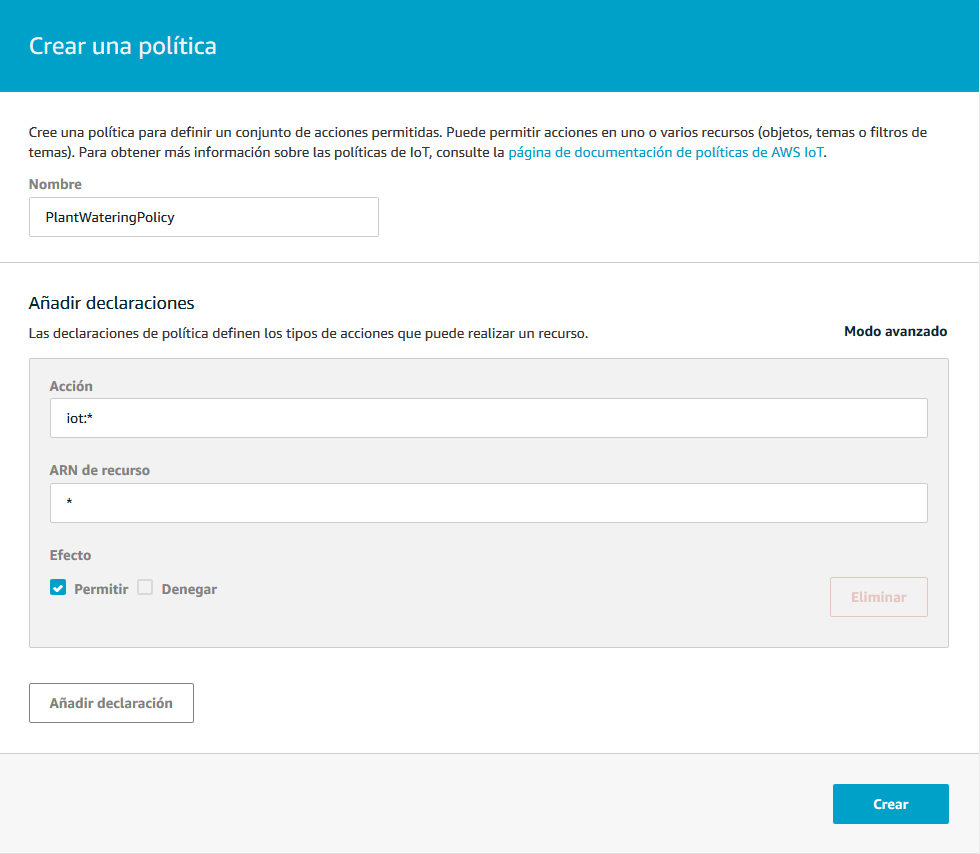 Crear una política
Cree una política para definir un conjunto de acciones permitidas. Puede permitir acciones en uno o varios recursos (objetos, temas o filtros de
temas). Para obtener más información sobre las políticas de IoT, consulte la página de documentación de políticas de AWS IoT.
Nombre
PlantWateringPolicy
Añadir declaraciones
Las declaraciones de política definen los tipos de acciones que puede realizar un recurso.
Modo avanzado
Acción
iot:*
ARN de recurso
*
Efecto
Permitir Denegar
Eliminar
Añadir declaración
Crear